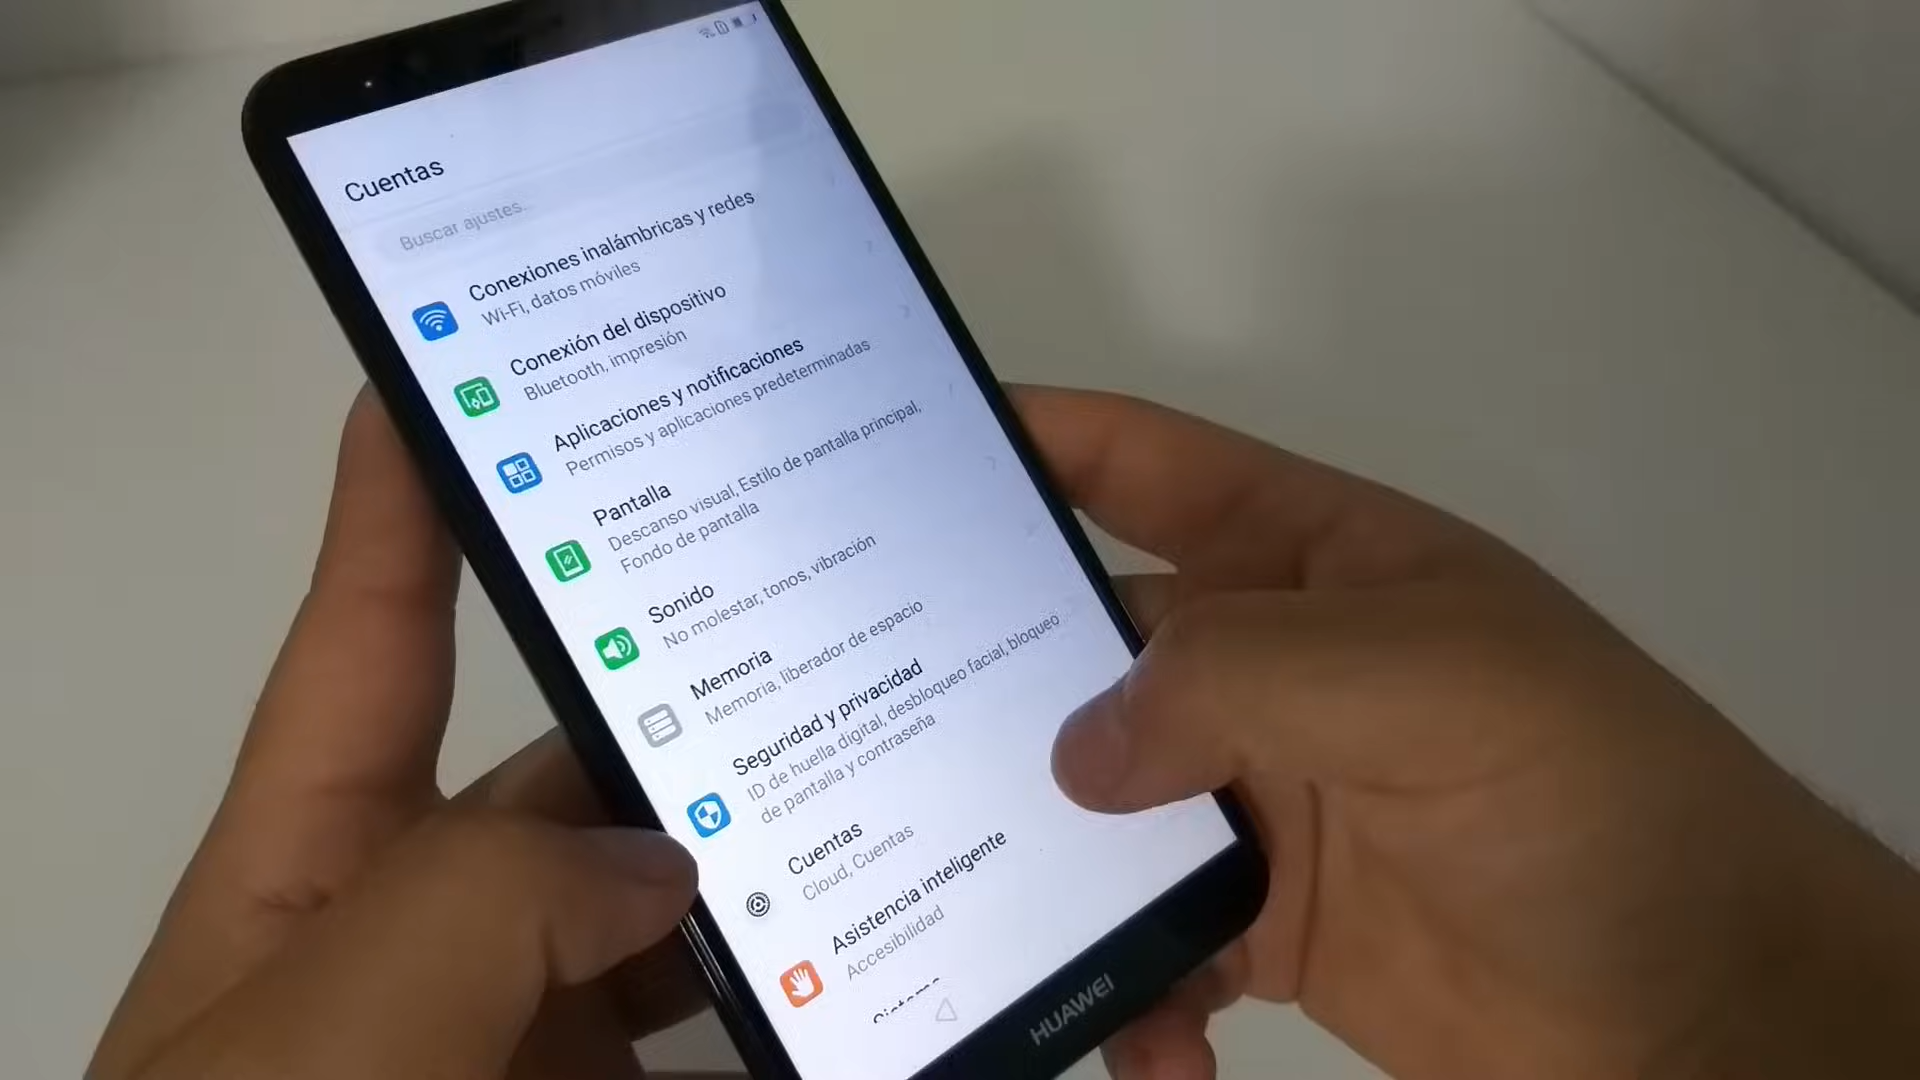 Cuentas
Buscar ajustes...
Conexiones inalámbricas y redes
Wi-Fi, datos móviles
Conexión del dispositivo
Bluetooth, impresión
Aplicaciones y notificaciones
Permisos y aplicaciones predeterminadas
Pantalla
Descanso visual, Estilo de pantalla principal,
Fondo de pantalla
Sonido
No molestar, tonos, vibración
Memoria
Memoria, liberador de espacio
Seguridad y privacidad
ID de huella digital, desbloqueo facial, bloqueo
de pantalla y contraseña
Cuentas
Cloud, Cuentas
Asistencia inteligente
Accesibilidad
HUAWEI